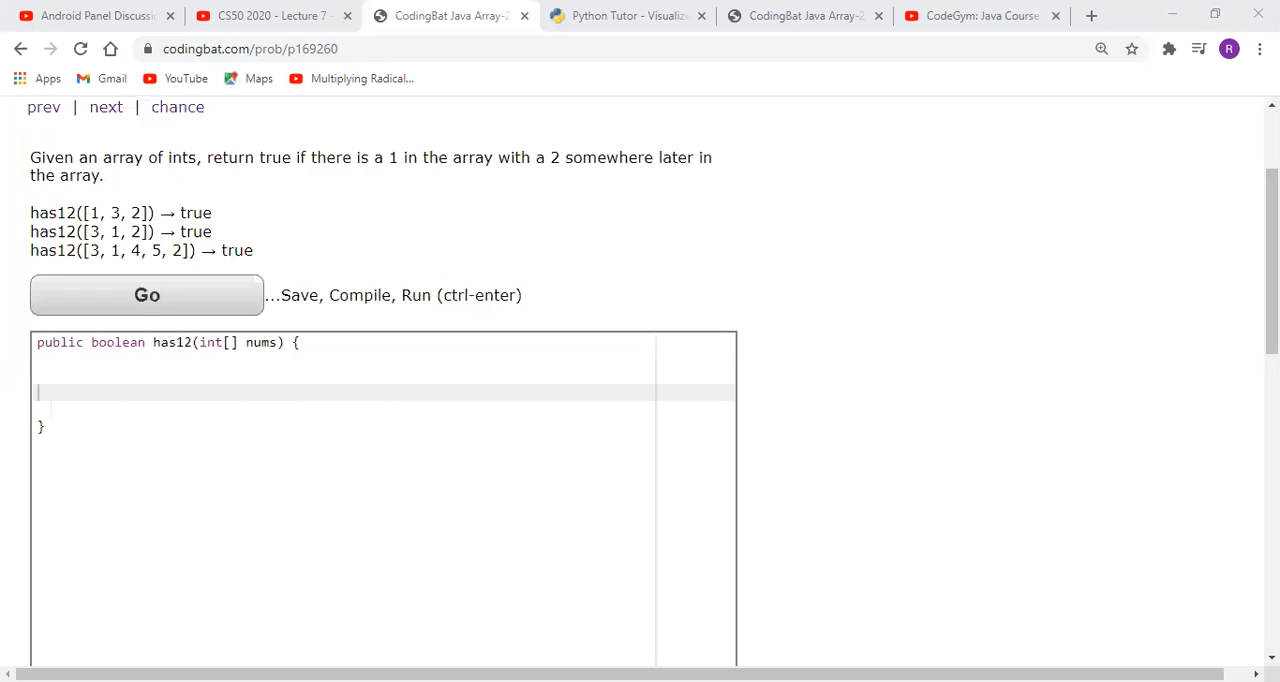 Android Panel Discussi
CS50 2020 - Lecture 7 -
CodingBat Java Array-2
Python Tutor - Visualize
CodingBat Java Array-2
CodeGym: Java Course
codingbat.com/prob/p169260
R
Apps
Gmail
YouTube
Maps
Multiplying Radical...
prev | next | chance
Given an array of ints, return true if there is a 1 in the array with a 2 somewhere later in
the array.
has12([1, 3, 2]) → true
has12([3, 1, 2]) → true
has12([3, 1, 4, 5, 2]) → true
Go
...Save, Compile, Run (ctrl-enter)
public boolean has12(int[] nums) {
}